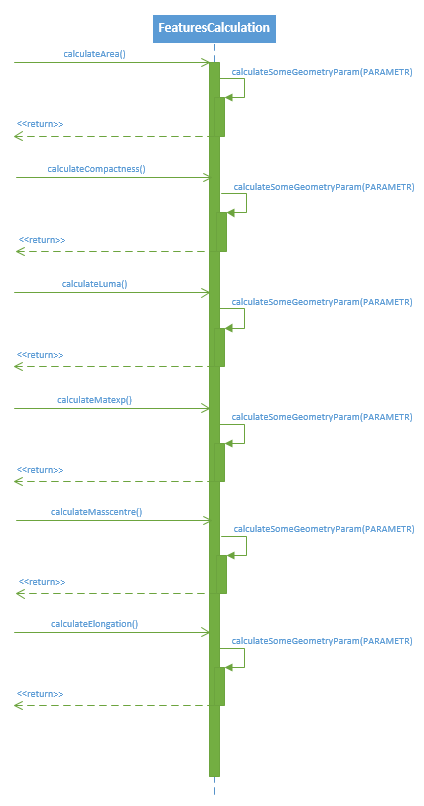 FeaturesCalculation
calculateArea()
calculateSomeGeometryParam(PARAMETR)
<<return>>
calculateCompactness()
calculateSomeGeometryParam(PARAMETR)
<<return>>
calculateLuma()
calculateSomeGeometryParam(PARAMETR)
<<return>>
calculateMatexp()
calculateSomeGeometryParam(PARAMETR)
<<return>>
calculateMasscentre()
calculateSomeGeometryParam(PARAMETR)
<<return>>
calculateElongation()
calculateSomeGeometryParam(PARAMETR)
<<return>>